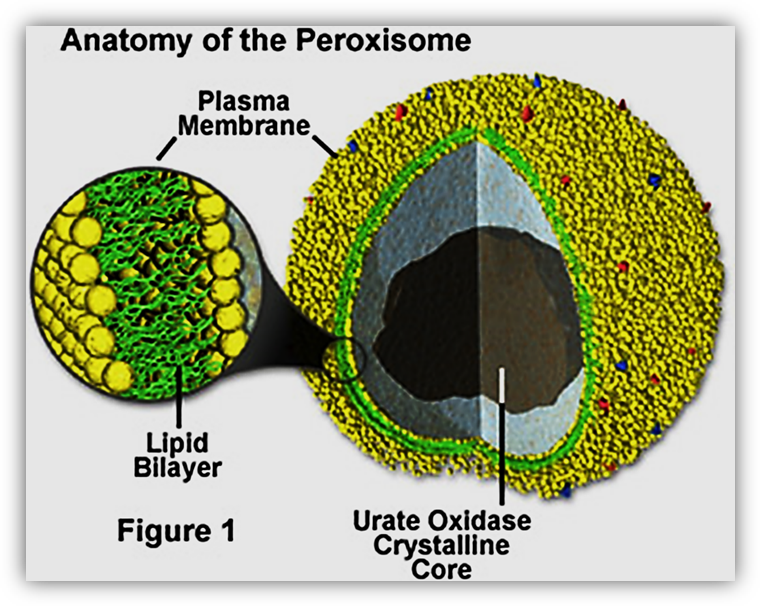 Anatomy of the Peroxisome
Plasma
Membrane
Lipid
Bilayer
Figure 1
Urate Oxidase
Crystalline
Core